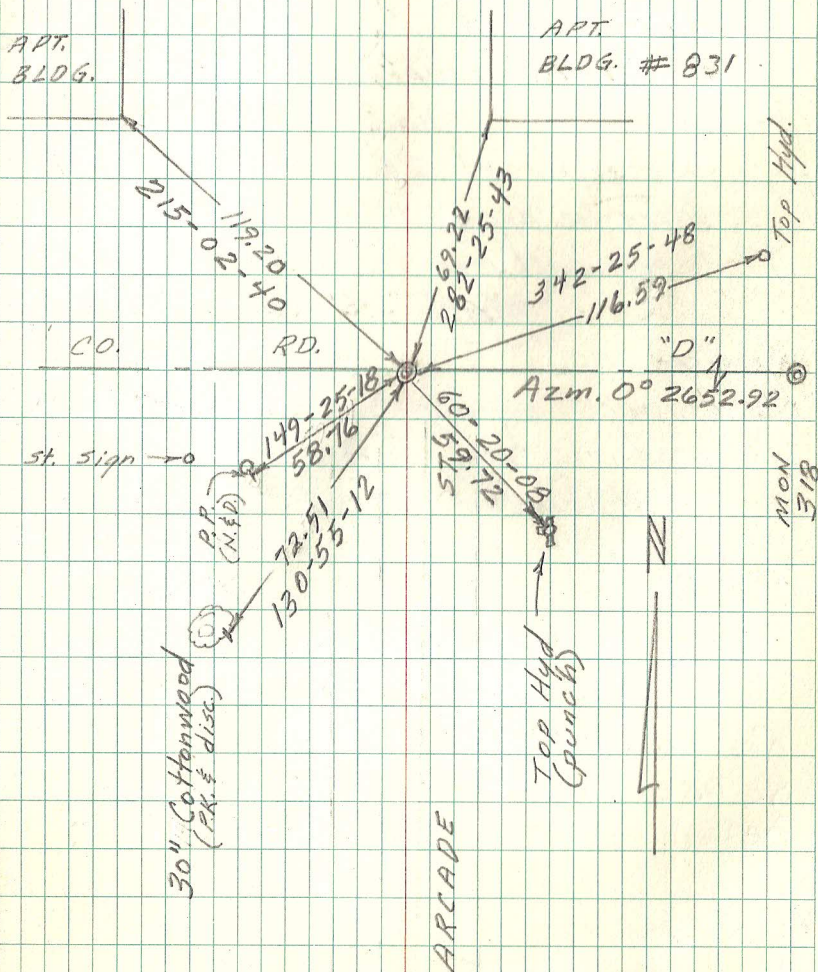 APT.
BLDG.
APT.
BLDG. # 831
119.20
215-02-40
69.22
282-25-43
342-25-48
116.59
Top Hyd.
CO. RD. "D"
Azm. 0° 2652.92
MON
318
149-25-18
58.76
st. sign
P.P.
(N.&D.)
72.51
130-55-12
60-20-08
59.72
N
30" Cottonwood
(P.K. & disc.)
TOP Hyd
(punch)
ARCADE